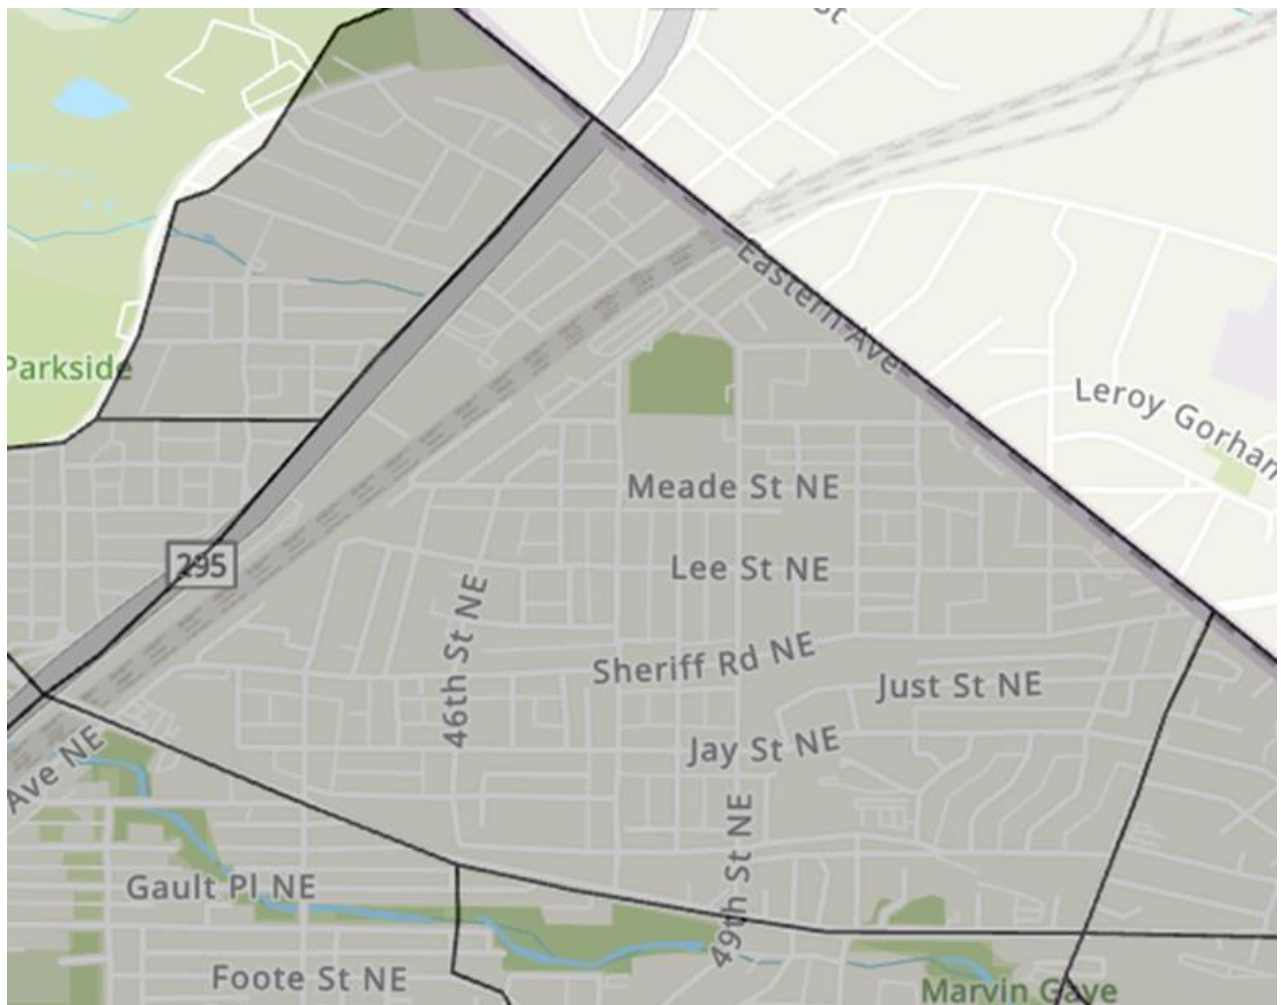 St
Eastern Ave
Parkside
Leroy Gorham
Meade St NE
295
Lee St NE
46th St NE
Sheriff Rd NE
Just St NE
Jay St NE
Ave NE
49th St NE
Gault Pl NE
Foote St NE
Marvin Gaye